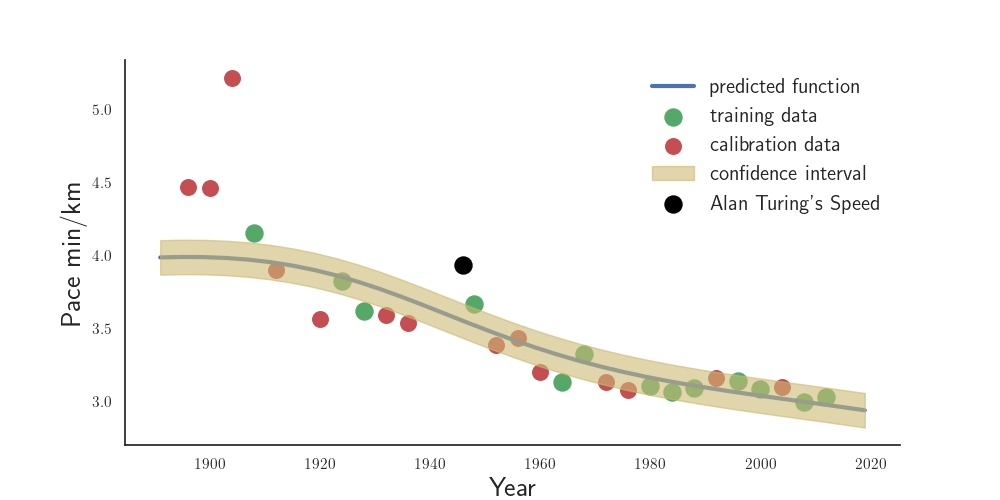 predicted function
training data
calibration data
confidence interval
Alan Turing's Speed
5.0
4.5
4.0
3.5
3.0
Pace min/km
1900 1920 1940 1960 1980 2000 2020
Year